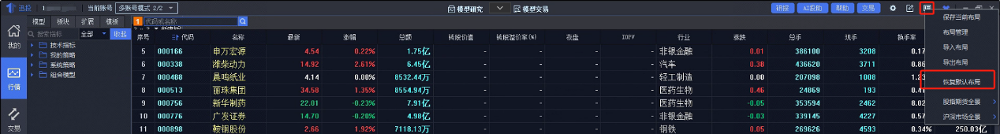 迅投 当前账号 多账号模式 2/2 模型研究 模型交易 研投 AI投助 帮助 交易
模型 板块 扩展 模板 1 代码或名称 保存当前布局
搜索指标 全部 收起 布局管理
序号 代码 名称 最新 涨幅 总额 转股价值 转股溢价率(%) 夜盘 IOPV 行业 涨跌 总手 现手 换手率
我的 技术指标 导入布局
我的策略 导出布局
系统策略
组合模型 恢复默认布局
行情
交易 股指期货全景
沪深市场全景
5 000166 申万宏源 4.54 0.22% 1.75亿 - - - - 非银金融 0.01 386100 3208 0.17
6 000338 潍柴动力 14.92 2.61% 6.45亿 - - - - 汽车 0.38 436620 3711 0.86
7 000488 晨鸣纸业 4.14 0.00% 8532.44万 - - - - 轻工制造 0.00 207098 1008 1.23
8 000513 丽珠集团 34.58 1.35% 8554.94万 - - - - 医药生物 0.46 24869 193 0.41
9 000756 新华制药 22.01 -0.23% 7.91亿 - - - - 医药生物 -0.05 353594 2462 8.02
10 000776 广发证券 14.70 -0.20% 4.98亿 - - - - 非银金融 -0.03 339145 4227 0.57
11 000898 鞍钢股份 2.66 1.92% 7118.13万 - - - - 钢铁 0.05 269626 4593 0.34% 250.03亿